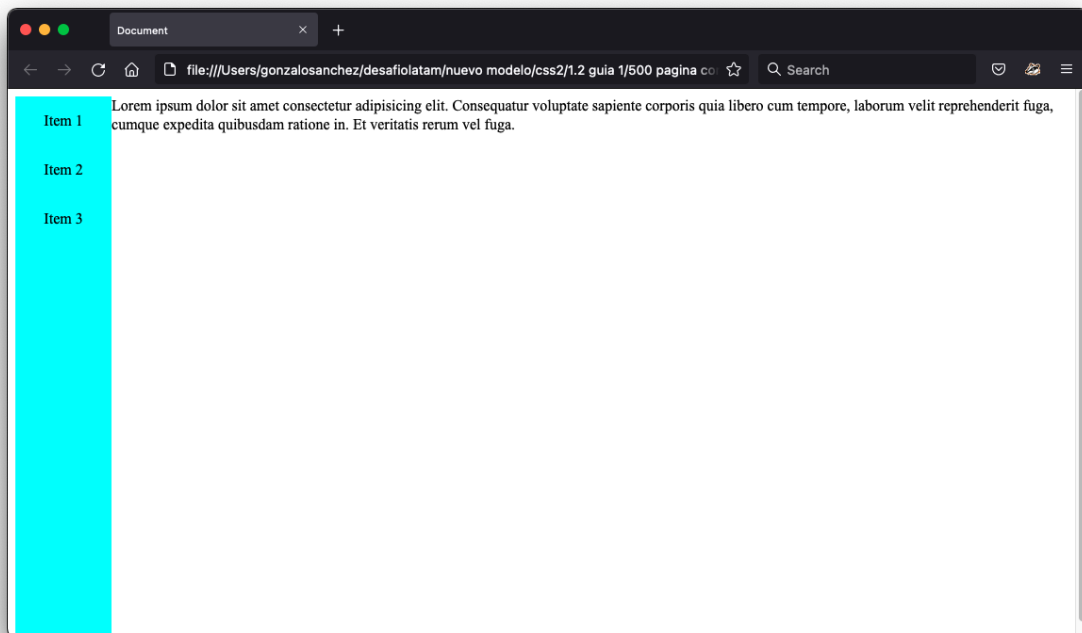 Document
file:///Users/gonzalosanchez/desafiolatam/nuevo modelo/css2/1.2 guia 1/500 pagina co
Search
Item 1
Item 2
Item 3
Lorem ipsum dolor sit amet consectetur adipisicing elit. Consequatur voluptate sapiente corporis quia libero cum tempore, laborum velit reprehenderit fuga,
cumque expedita quibusdam ratione in. Et veritatis rerum vel fuga.